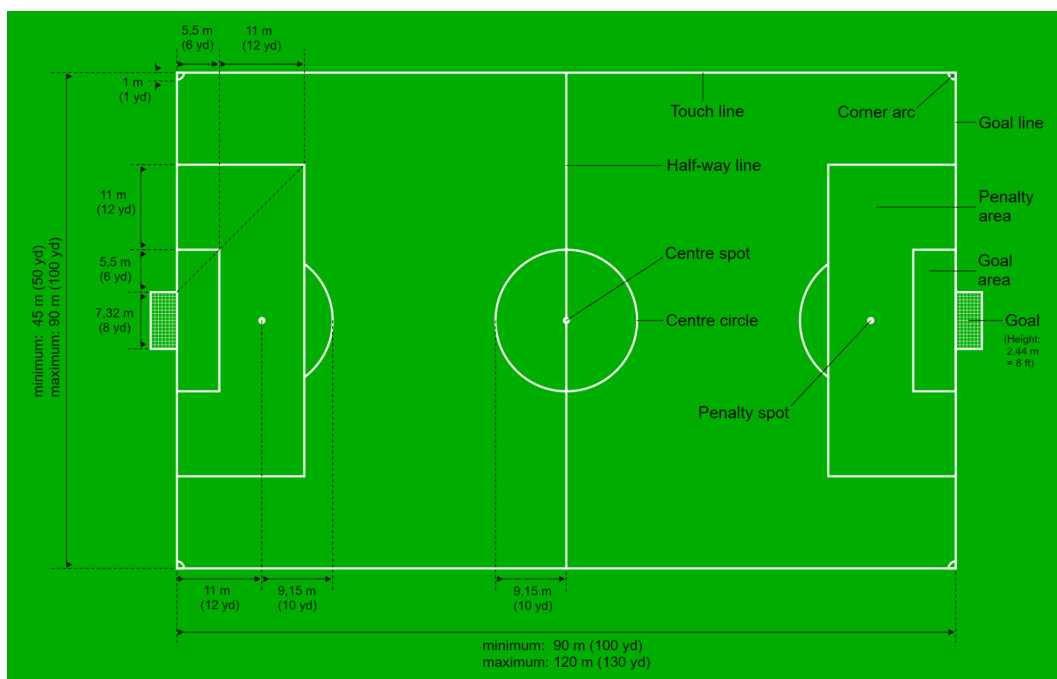 5,5 m
(6 yd)
11 m
(12 yd)
1 m
(1 yd)
Touch line
Corner arc
Goal line
Half-way line
11 m
(12 yd)
Penalty
area
5,5 m
(6 yd)
Centre spot
Goal
area
7,32 m
(8 yd)
Centre circle
Goal
(Height:
2,44 m
= 8 ft)
minimum: 45 m (50 yd)
maximum: 90 m (100 yd)
Penalty spot
11 m
(12 yd)
9,15 m
(10 yd)
9,15 m
(10 yd)
minimum: 90 m (100 yd)
maximum: 120 m (130 yd)